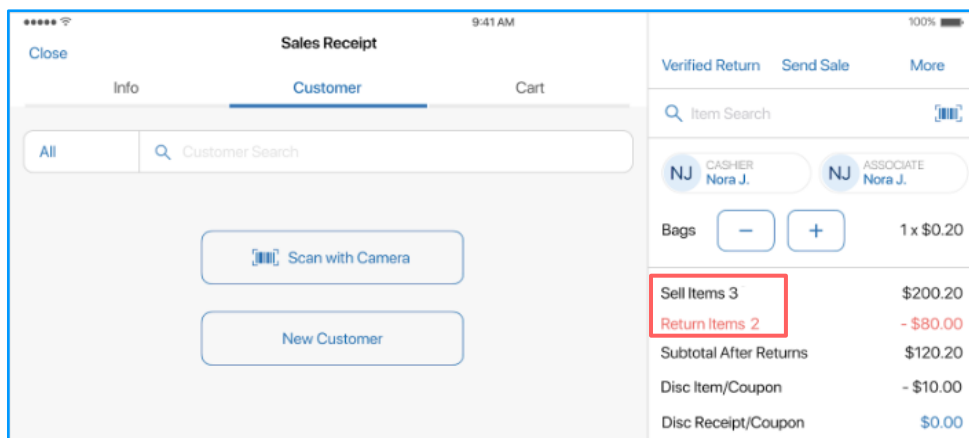 9:41 AM
100%
Close
Sales Receipt
Info
Customer
Cart
All
Customer Search
Scan with Camera
New Customer
Verified Return
Send Sale
More
Item Search
NJ
CASHIER
Nora J.
NJ
ASSOCIATE
Nora J.
Bags
−
+
1 x $0.20
Sell Items 3
$200.20
Return Items 2
- $80.00
Subtotal After Returns
$120.20
Disc Item/Coupon
- $10.00
Disc Receipt/Coupon
$0.00